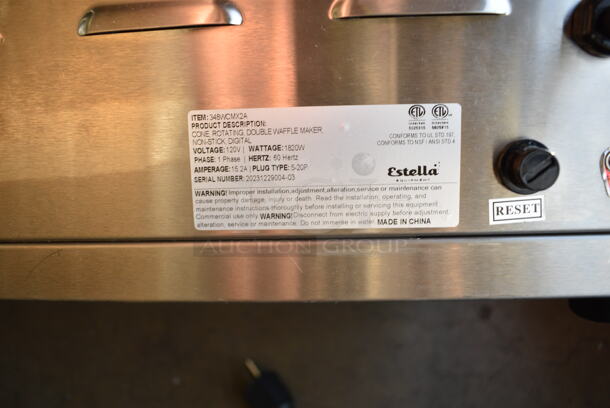 ITEM: 348WCMX2A
PRODUCT DESCRIPTION:
CONE, ROTATING, DOUBLE WAFFLE MAKER,
NON-STICK, DIGITAL
VOLTAGE: 120V | WATTAGE: 1820W
PHASE: 1 Phase | HERTZ: 60 Hertz
AMPERAGE: 15.2A | PLUG TYPE: 5-20P
SERIAL NUMBER: 20231229004-03
ETL ETL
CONFORMS TO UL STD.197
CONFORMS TO NSF / ANSI STD.4
Estella
WARNING! Improper installation,adjustment,alteration,service or maintenance can
cause property damage, injury or death. Read the installation, operating, and
maintenance instructions thoroughly before installing or servicing this equipment.
Commercial use only WARNING! Disconnect from electric supply before adjustment,
alteration, service or maintenance. Do not immerse in water. MADE IN CHINA
RESET
AUCTION GROUP